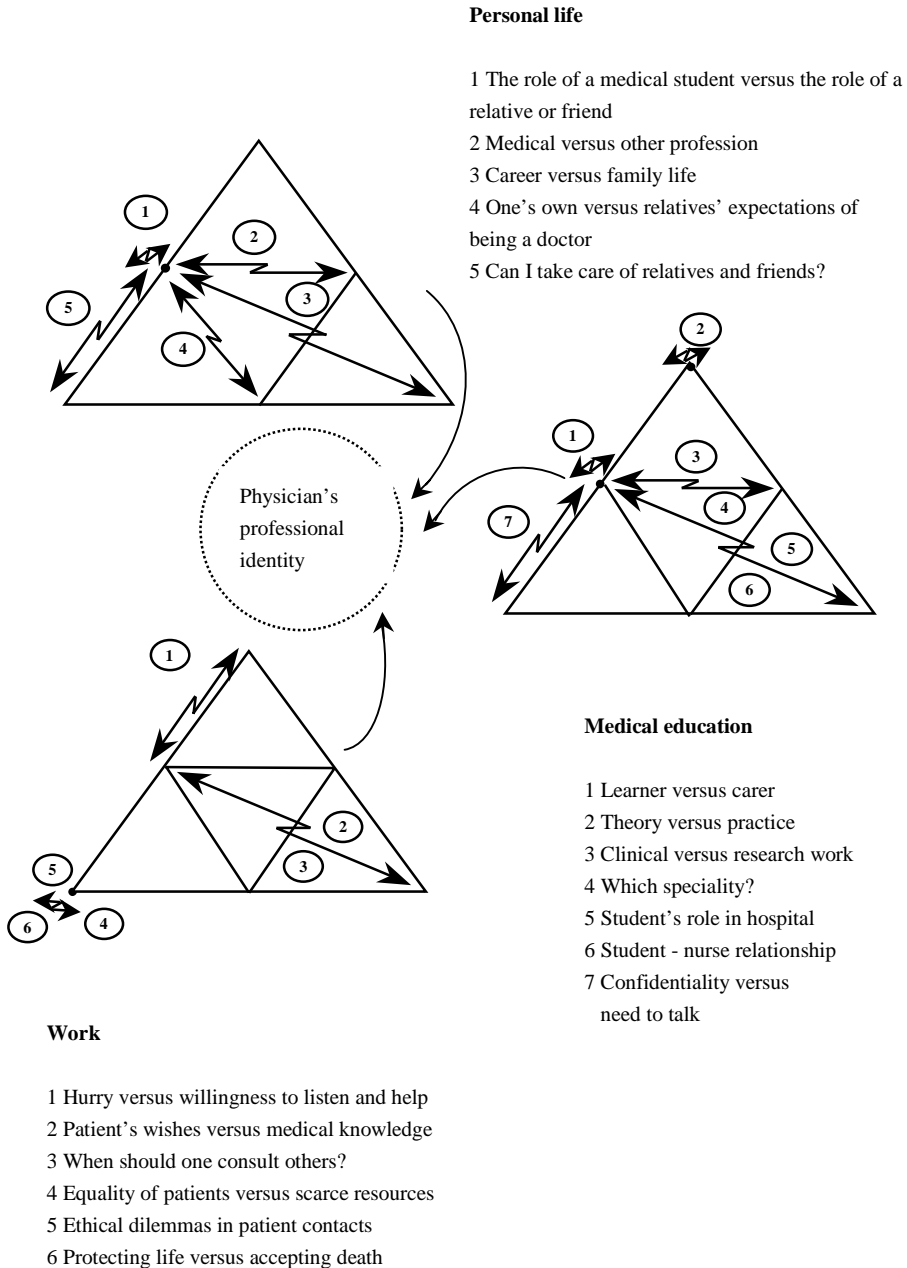 Personal life
1 The role of a medical student versus the role of a
relative or friend
2 Medical versus other profession
3 Career versus family life
4 One’s own versus relatives’ expectations of
being a doctor
5 Can I take care of relatives and friends?
1
2
3
5
4
2
1
3
4
7
5
6
Physician’s
professional
identity
1
2
3
5
6
4
Medical education
1 Learner versus carer
2 Theory versus practice
3 Clinical versus research work
4 Which speciality?
5 Student’s role in hospital
6 Student - nurse relationship
7 Confidentiality versus
need to talk
Work
1 Hurry versus willingness to listen and help
2 Patient’s wishes versus medical knowledge
3 When should one consult others?
4 Equality of patients versus scarce resources
5 Ethical dilemmas in patient contacts
6 Protecting life versus accepting death